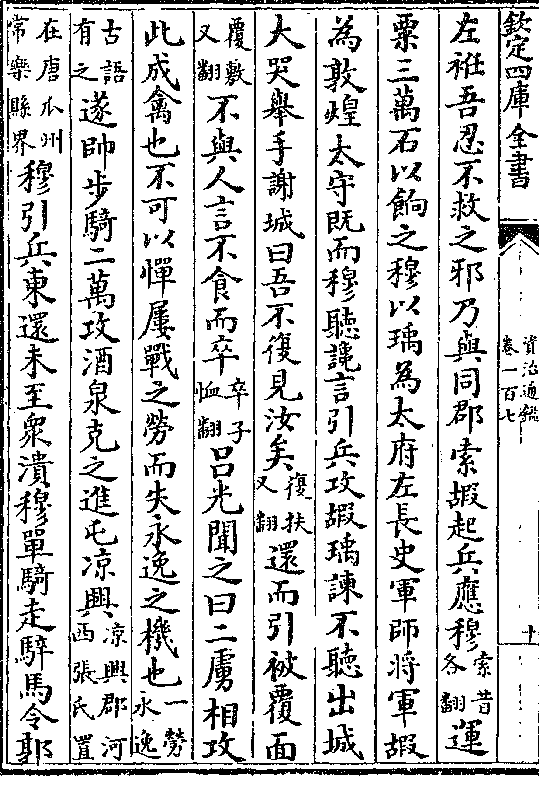 欽定四庫全書
資治通鑑
卷一百七
十
左袵吾忍不救之邪乃與同郡索嘏起兵應穆索昔各翻運
粟三萬石以餉之穆以瑀為太府左長史軍師將軍嘏
為敦煌太守既而穆聽讒言引兵攻嘏瑀諫不聽出城
大哭舉手謝城曰吾不復見汝矣復扶又翻還而引被覆面
覆敷又翻不與人言不食而卒卒子恤翻呂光聞之曰二虜相攻
此成禽也不可以憚屢戰之勞而失永逸之機也一勞永逸
古語有之遂帥步騎二萬攻酒泉克之進屯凉興凉興郡河西張氏置
在唐瓜州常樂縣界穆引兵東還未至衆潰穆單騎走騂馬令郭